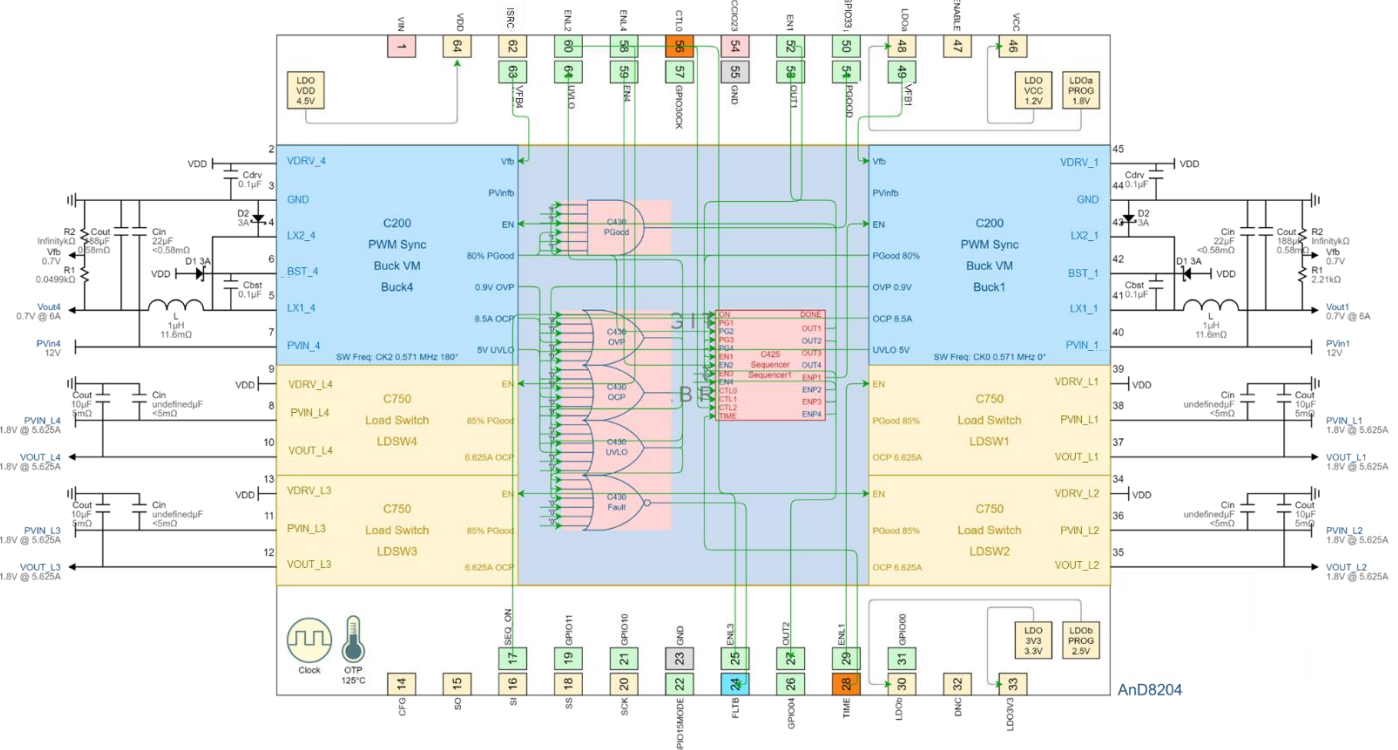 VIN
VDD
ISRC
ENL2
ENL4
CTL0
CCIO23
EN1
GPIO33
LDOa
ENABLE
VCC
1
64
62
60
58
56
54
52
50
48
47
46
63
59
57
55
49
VFB4
UVLO
EN4
GPIO30CK
GND
OUT1
PGOOD
VFB1
LDO
VDD
4.5V
LDO
VCC
1.2V
LDOa
PROG
1.8V
2
VDRV_4
3
GND
4
LX2_4
6
BST_4
5
LX1_4
7
PVIN_4
C200
PWM Sync
Buck VM
Buck4
SW Freq: CK2 0.571 MHz 180°
Vfb
PVinfb
EN
80% PGood
0.9V OVP
8.5A OCP
5V UVLO
VDD
Cdrv
0.1µF
D2
3A
R2
InfinitykΩ
Vfb
0.7V
R1
0.0499kΩ
Cout
188µF
0.58mΩ
Cin
22µF
<0.58mΩ
D1 3A
VDD
Cbst
0.1µF
L
1µH
11.6mΩ
Vout4
0.7V @ 6A
PVin4
12V
C430
PGood
C430
OVP
C430
OCP
C430
UVLO
C430
Fault
ON
PG1
PG2
PG3
PG4
EN1
EN2
EN3
EN4
CTL0
CTL1
CTL2
TIME
C425
Sequencer
Sequencer1
DONE
OUT1
OUT2
OUT3
OUT4
ENP1
ENP2
ENP3
ENP4
Vfb
PVinfb
EN
PGood 80%
OVP 0.9V
OCP 8.5A
UVLO 5V
C200
PWM Sync
Buck VM
Buck1
SW Freq: CK0 0.571 MHz 0°
45
VDRV_1
44
GND
43
LX2_1
42
BST_1
41
LX1_1
40
PVIN_1
VDD
Cdrv
0.1µF
D2
3A
Cin
22µF
<0.58mΩ
Cout
188µF
0.58mΩ
R2
InfinitykΩ
Vfb
0.7V
R1
2.21kΩ
D1 3A
VDD
Cbst
0.1µF
L
1µH
11.6mΩ
Vout1
0.7V @ 6A
PVin1
12V
9
VDRV_L4
8
PVIN_L4
10
VOUT_L4
C750
Load Switch
LDSW4
EN
85% PGood
6.625A OCP
VDD
Cout
10µF
5mΩ
Cin
undefinedµF
<5mΩ
PVIN_L4
1.8V @ 5.625A
VOUT_L4
1.8V @ 5.625A
13
VDRV_L3
11
PVIN_L3
12
VOUT_L3
C750
Load Switch
LDSW3
EN
85% PGood
6.625A OCP
VDD
Cout
10µF
5mΩ
Cin
undefinedµF
<5mΩ
PVIN_L3
1.8V @ 5.625A
VOUT_L3
1.8V @ 5.625A
EN
PGood 85%
OCP 6.625A
C750
Load Switch
LDSW1
39
VDRV_L1
38
PVIN_L1
37
VOUT_L1
VDD
Cin
undefinedµF
<5mΩ
Cout
10µF
5mΩ
PVIN_L1
1.8V @ 5.625A
VOUT_L1
1.8V @ 5.625A
EN
PGood 85%
OCP 6.625A
C750
Load Switch
LDSW2
34
VDRV_L2
36
PVIN_L2
35
VOUT_L2
VDD
Cin
undefinedµF
<5mΩ
Cout
10µF
5mΩ
PVIN_L2
1.8V @ 5.625A
VOUT_L2
1.8V @ 5.625A
Clock
OTP
125°C
SEQ_ON
GPIO11
GPIO10
GND
ENL3
OUT2
ENL1
GPIO00
17
19
21
23
25
27
29
31
14
15
16
18
20
22
24
26
28
30
32
33
CFG
SO
SI
SS
SCK
GPIO15MODE
FLTB
GPIO04
TIME
LDOb
DNC
LDO3V3
LDO
3V3
3.3V
LDOb
PROG
2.5V
AnD8204